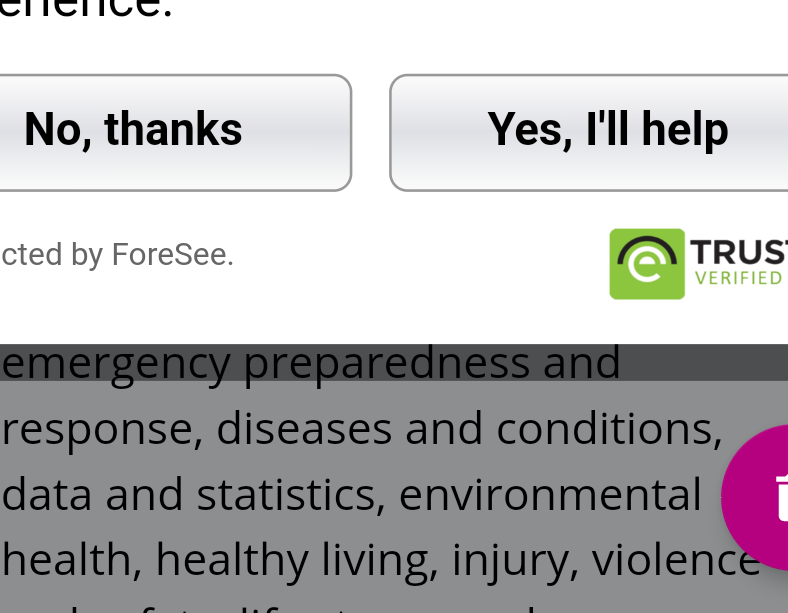 erience.
No, thanks
Yes, I'll help
cted by ForeSee.
TRUST
VERIFIED
emergency preparedness and
response, diseases and conditions,
data and statistics, environmental
health, healthy living, injury, violence